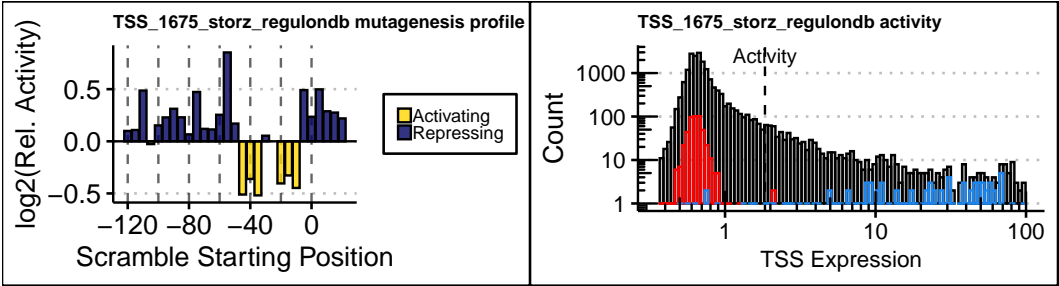 TSS_1675_storz_regulondb mutagenesis profile
log2(Rel. Activity)
0.5
0.0
−0.5
−120 −80 −40 0
Scramble Starting Position
Activating
Repressing
TSS_1675_storz_regulondb activity
Activity
Count
1000
100
10
1
1 10 100
TSS Expression